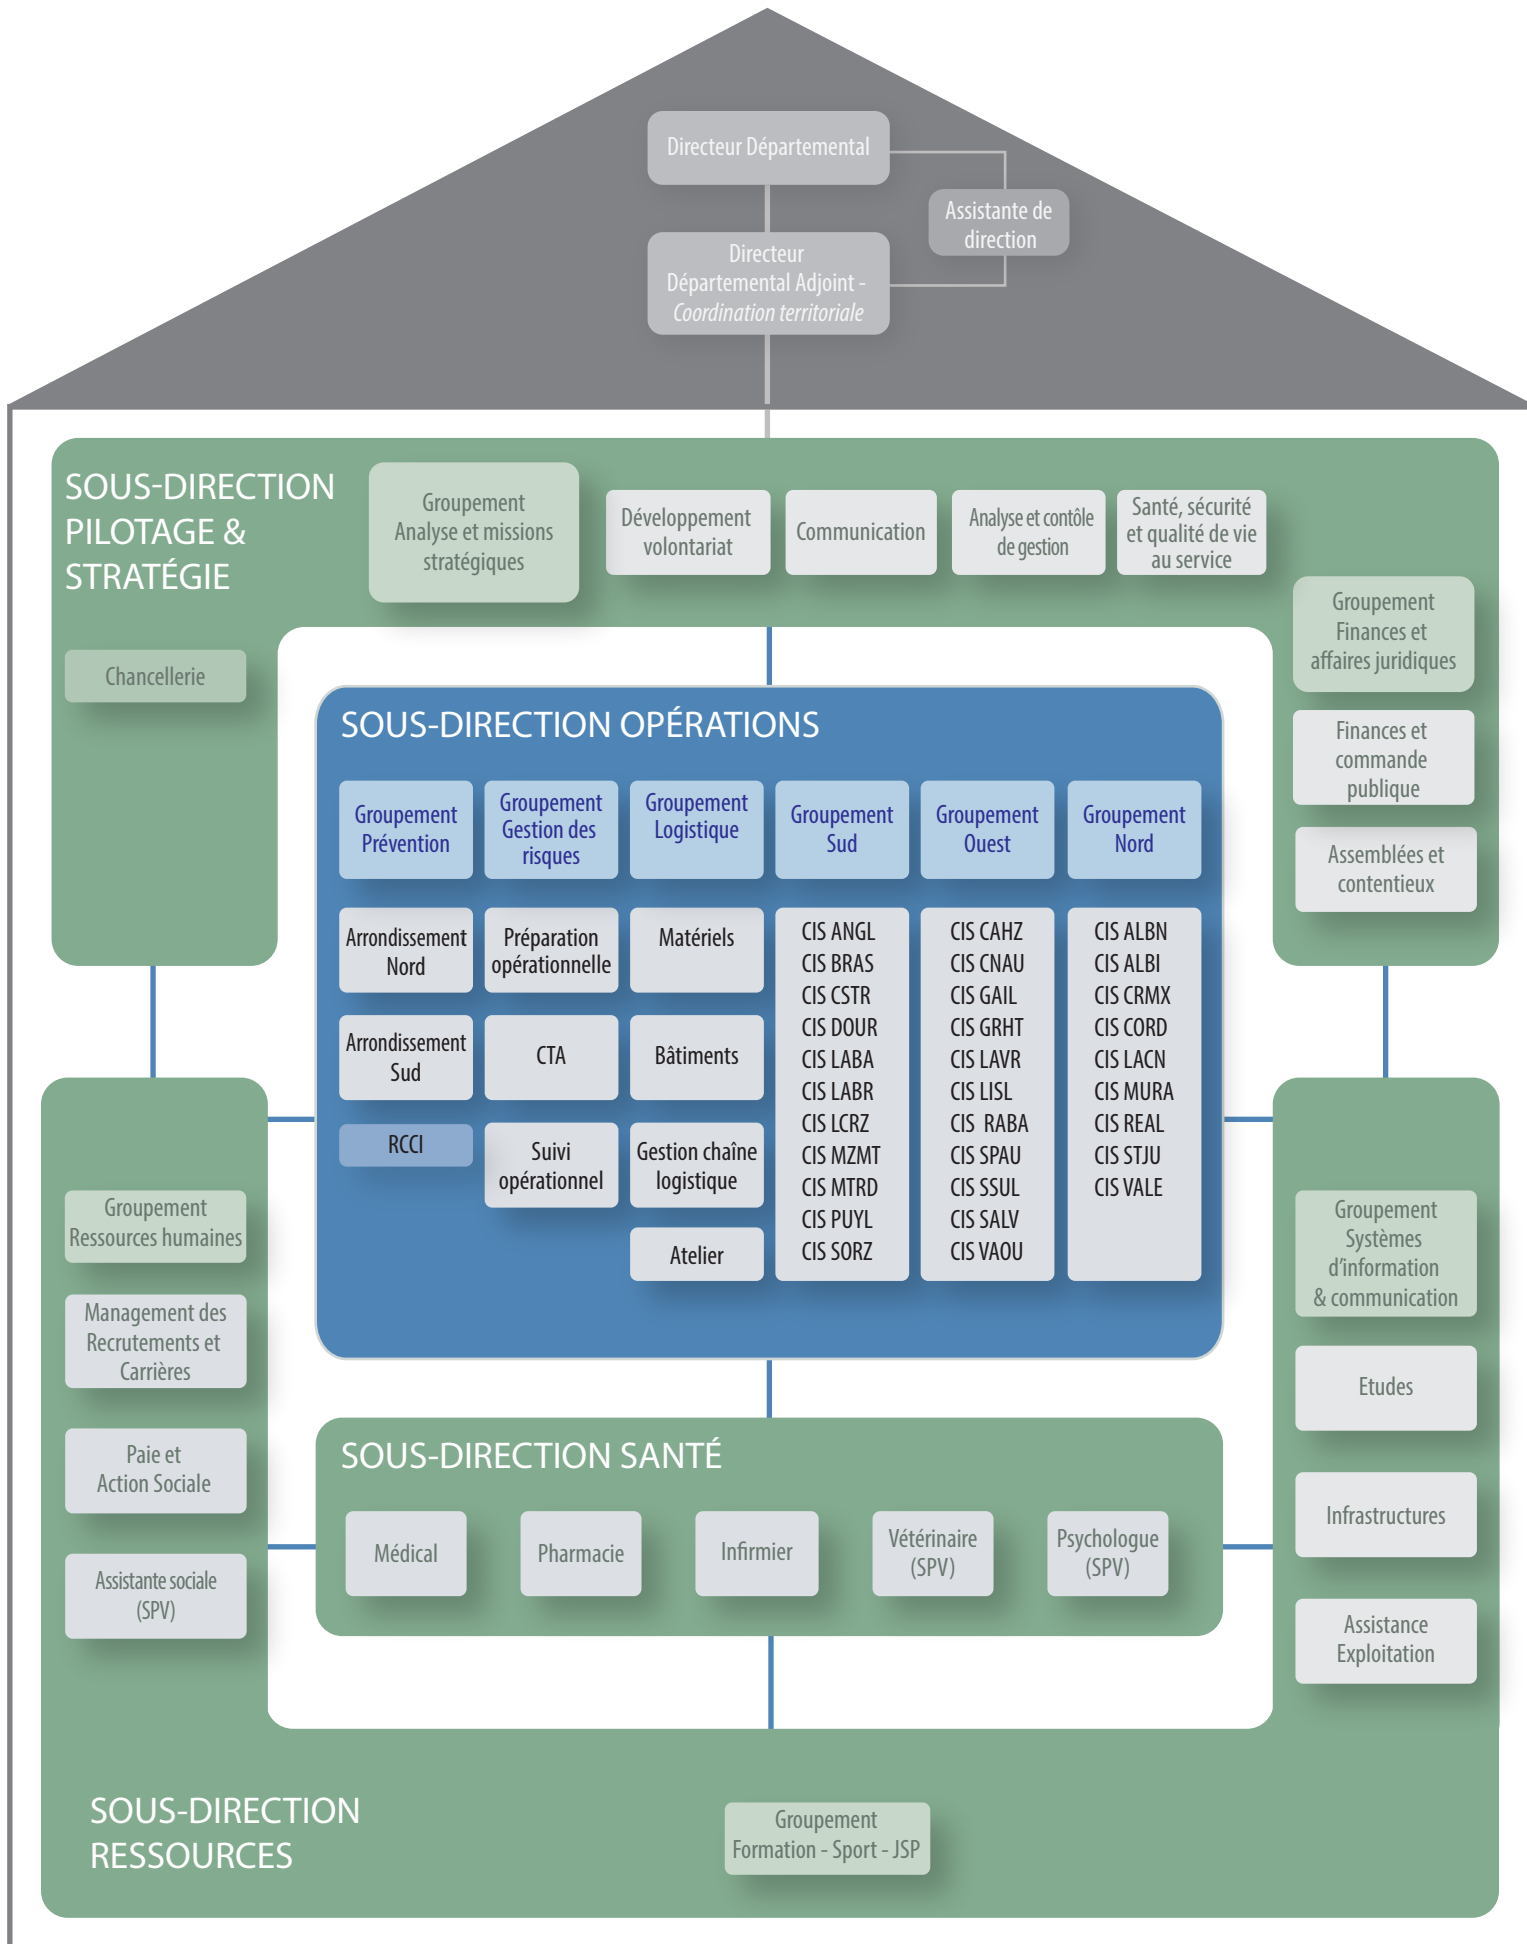 Directeur Départemental
Assistante de
direction
Directeur
Départemental Adjoint -
Coordination territoriale
SOUS-DIRECTION
PILOTAGE &
STRATÉGIE
Groupement
Analyse et missions
stratégiques
Développement
volontariat
Communication
Analyse et contôle
de gestion
Santé, sécurité
et qualité de vie
au service
Chancellerie
Groupement
Finances et
affaires juridiques
Finances et
commande
publique
Assemblées et
contentieux
SOUS-DIRECTION OPÉRATIONS
Groupement
Prévention
Arrondissement
Nord
Arrondissement
Sud
RCCI
Groupement
Gestion des
risques
Préparation
opérationnelle
CTA
Suivi
opérationnel
Groupement
Logistique
Matériels
Bâtiments
Gestion chaîne
logistique
Atelier
Groupement
Sud
CIS ANGL
CIS BRAS
CIS CSTR
CIS DOUR
CIS LABA
CIS LABR
CIS LCRZ
CIS MZMT
CIS MTRD
CIS PUYL
CIS SORZ
Groupement
Ouest
CIS CAHZ
CIS CNAU
CIS GAIL
CIS GRHT
CIS LAVR
CIS LISL
CIS RABA
CIS SPAU
CIS SSUL
CIS SALV
CIS VAOU
Groupement
Nord
CIS ALBN
CIS ALBI
CIS CRMX
CIS CORD
CIS LACN
CIS MURA
CIS REAL
CIS STJU
CIS VALE
Groupement
Ressources humaines
Management des
Recrutements et
Carrières
Paie et
Action Sociale
Assistante sociale
(SPV)
SOUS-DIRECTION SANTÉ
Médical
Pharmacie
Infirmier
Vétérinaire
(SPV)
Psychologue
(SPV)
Groupement
Systèmes
d'information
& communication
Etudes
Infrastructures
Assistance
Exploitation
SOUS-DIRECTION
RESSOURCES
Groupement
Formation - Sport - JSP